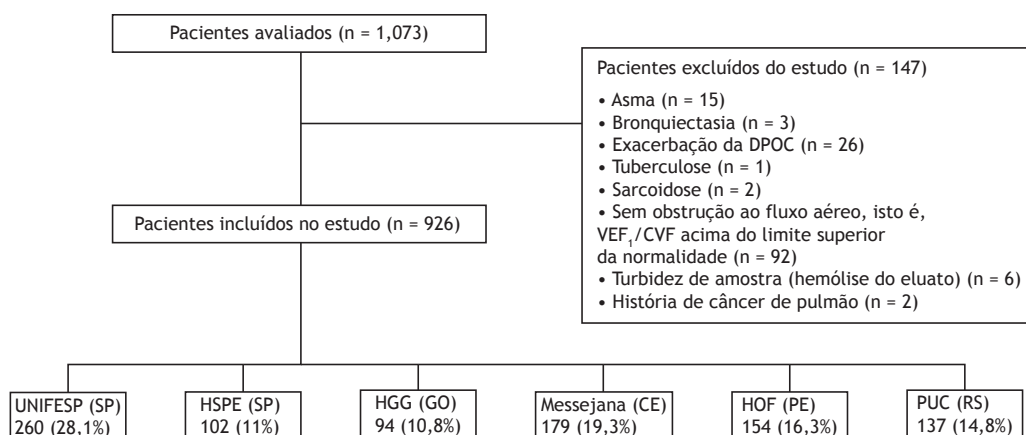 Pacientes avaliados (n = 1,073)
Pacientes excluídos do estudo (n = 147)
• Asma (n = 15)
• Bronquiectasia (n = 3)
• Exacerbação da DPOC (n = 26)
• Tuberculose (n = 1)
• Sarcoidose (n = 2)
• Sem obstrução ao fluxo aéreo, isto é,
VEF₁/CVF acima do limite superior
da normalidade (n = 92)
• Turbidez de amostra (hemólise do eluato) (n = 6)
• História de câncer de pulmão (n = 2)
Pacientes incluídos no estudo (n = 926)
UNIFESP (SP)
260 (28,1%)
HSPE (SP)
102 (11%)
HGG (GO)
94 (10,8%)
Messejana (CE)
179 (19,3%)
HOF (PE)
154 (16,3%)
PUC (RS)
137 (14,8%)